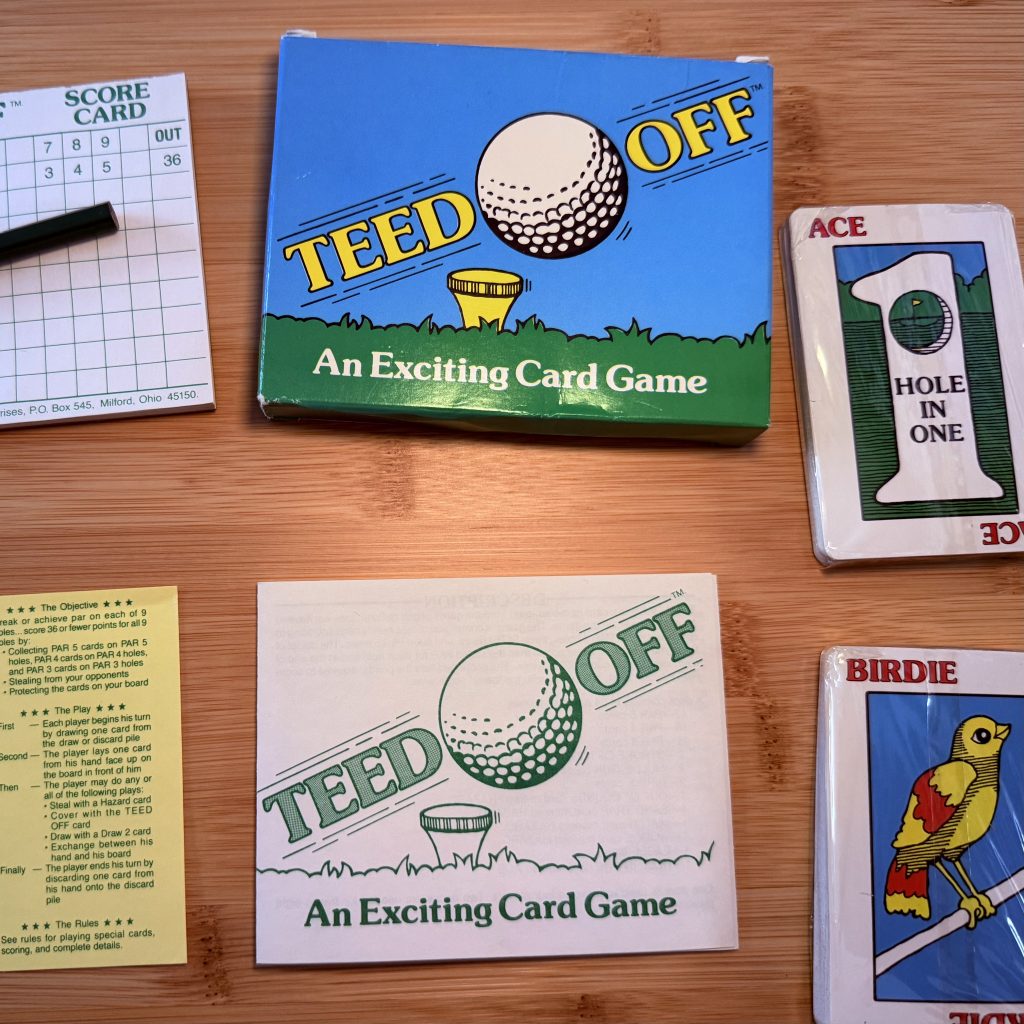 TM
SCORE
CARD
7 8 9 OUT
3 4 5 36
P.O. Box 545, Milford, Ohio 45150.
TEED OFF™
An Exciting Card Game
ACE
1
HOLE
IN
ONE
ACE
★ ★ ★ The Objective ★ ★ ★
or achieve par on each of 9
score 36 or fewer points for all 9
by:
• Collecting PAR 5 cards on PAR 5
holes, PAR 4 cards on PAR 4 holes,
and PAR 3 cards on PAR 3 holes
• Stealing from your opponents
• Protecting the cards on your board
★ ★ ★ The Play ★ ★ ★
First — Each player begins his turn
by drawing one card from
the draw or discard pile
Second — The player lays one card
from his hand face up on
the board in front of him
Then — The player may do any or
all of the following plays:
• Steal with a Hazard card
• Cover with the TEED
OFF card
• Draw with a Draw 2 card
• Exchange between his
hand and his board
Finally — The player ends his turn by
discarding one card from
his hand onto the discard
pile
★ ★ ★ The Rules ★ ★ ★
See rules for playing special cards,
scoring, and complete details.
DESCRIPTION
TEED OFF™
An Exciting Card Game
BIRDIE